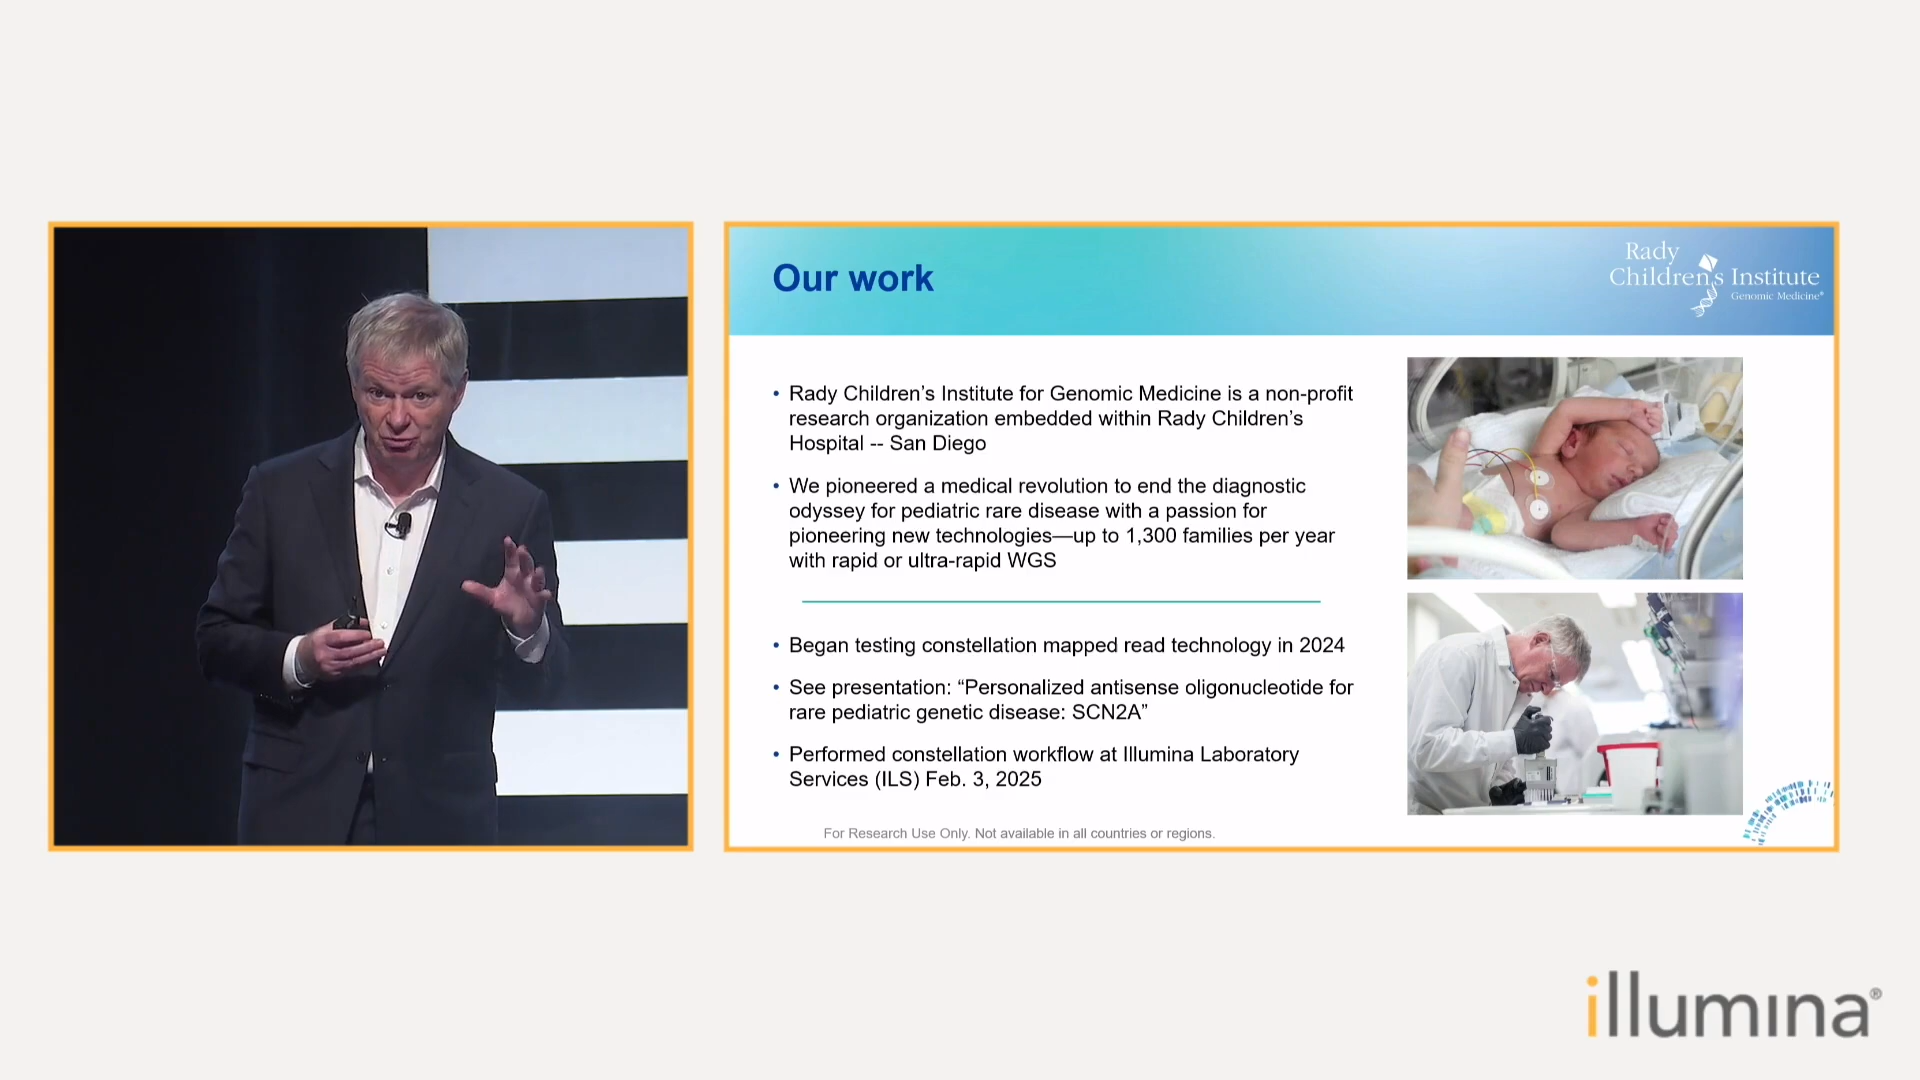 Our work
Rady
Children's Institute
Genomic Medicine®
• Rady Children’s Institute for Genomic Medicine is a non-profit
research organization embedded within Rady Children’s
Hospital -- San Diego
• We pioneered a medical revolution to end the diagnostic
odyssey for pediatric rare disease with a passion for
pioneering new technologies—up to 1,300 families per year
with rapid or ultra-rapid WGS
• Began testing constellation mapped read technology in 2024
• See presentation: “Personalized antisense oligonucleotide for
rare pediatric genetic disease: SCN2A”
• Performed constellation workflow at Illumina Laboratory
Services (ILS) Feb. 3, 2025
For Research Use Only. Not available in all countries or regions.
illumina®